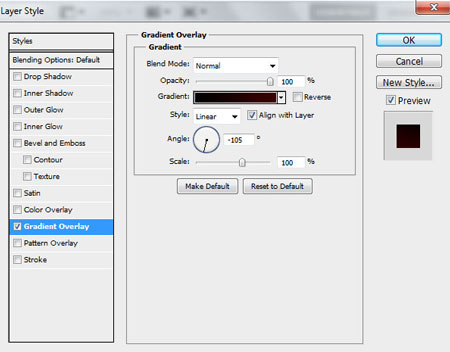 Layer Style
Styles
Blending Options: Default
Drop Shadow
Inner Shadow
Outer Glow
Inner Glow
Bevel and Emboss
Contour
Texture
Satin
Color Overlay
Gradient Overlay
Pattern Overlay
Stroke
Gradient Overlay
Gradient
Blend Mode: Normal
Opacity: 100 %
Gradient: Reverse
Style: Linear Align with Layer
Angle: -105 °
Scale: 100 %
Make Default Reset to Default
OK
Cancel
New Style...
Preview